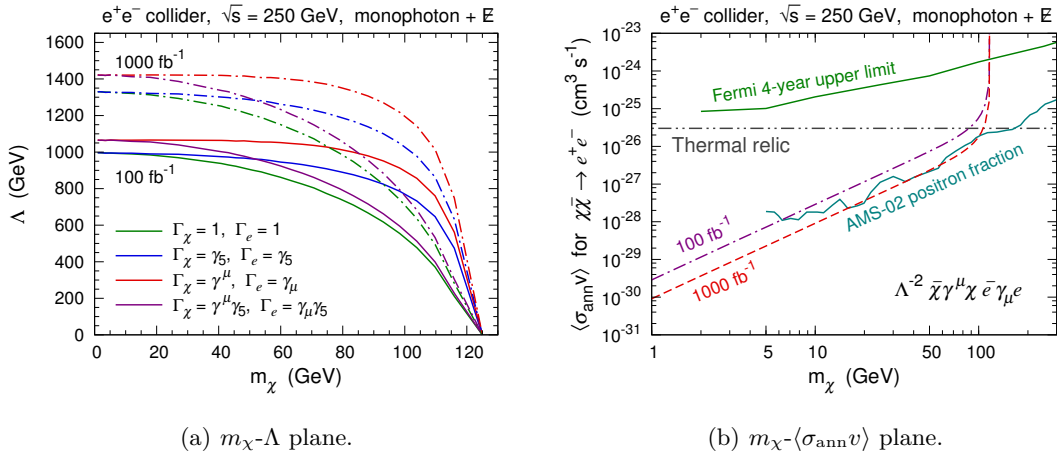 e⁺e⁻ collider, √s = 250 GeV, monophoton + E̸
1600
1400
1200
1000
800
600
400
200
0
Λ (GeV)
1000 fb⁻¹
100 fb⁻¹
Γχ = 1, Γe = 1
Γχ = γ₅, Γe = γ₅
Γχ = γ^μ, Γe = γ_μ
Γχ = γ^μγ₅, Γe = γ_μγ₅
0 20 40 60 80 100 120
mχ (GeV)
(a) mχ-Λ plane.
e⁺e⁻ collider, √s = 250 GeV, monophoton + E̸
10⁻²³
10⁻²⁴
10⁻²⁵
10⁻²⁶
10⁻²⁷
10⁻²⁸
10⁻²⁹
10⁻³⁰
10⁻³¹
⟨σ_ann v⟩ for χχ̄ → e⁺e⁻ (cm³ s⁻¹)
Fermi 4-year upper limit
Thermal relic
AMS-02 positron fraction
100 fb⁻¹
1000 fb⁻¹
Λ⁻² χ̄γ^μχ ēγ_μe
1 5 10 50 100
mχ (GeV)
(b) mχ-⟨σ_ann v⟩ plane.